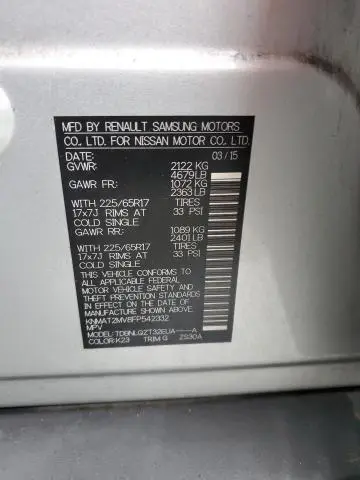 MFD BY RENAULT SAMSUNG MOTORS
CO., LTD. FOR NISSAN MOTOR CO., LTD.
DATE: 03/15
GVWR: 2122 KG
4679 LB
GAWR FR: 1072 KG
2363 LB
WITH 225/65R17 TIRES
17x7J RIMS AT 33 PSI
COLD SINGLE
GAWR RR: 1089 KG
2401 LB
WITH 225/65R17 TIRES
17x7J RIMS AT 33 PSI
COLD SINGLE
THIS VEHICLE CONFORMS TO
ALL APPLICABLE FEDERAL
MOTOR VEHICLE SAFETY
AND THEFT PREVENTION
STANDARDS IN EFFECT ON
THE DATE OF MANUFACTURE
SHOWN ABOVE.
KNMAT2MV8FP542332
MPV
MODEL: TDBNLGZT32EUA-----A
COLOR: K23 TRIM G ZS30A